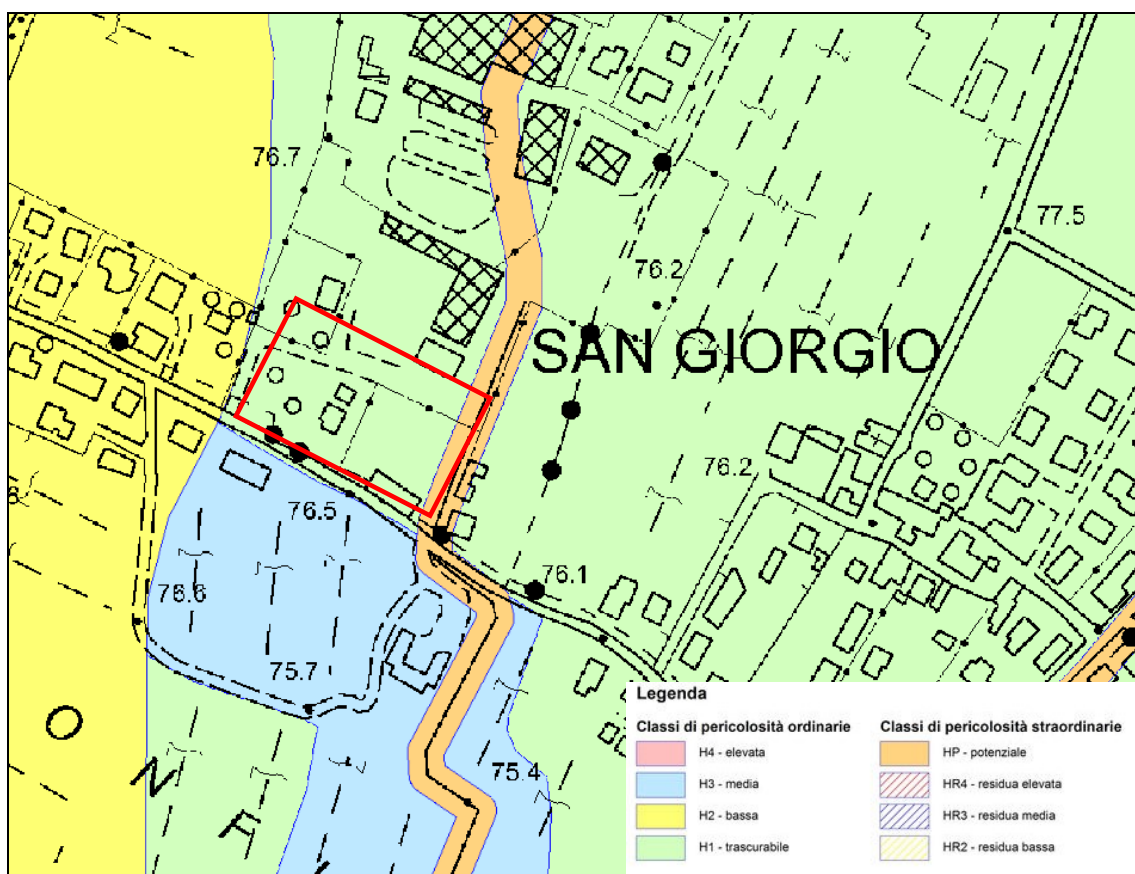 76.7
77.5
76.2
SAN GIORGIO
76.2
76.5
76.1
76.6
75.7
75.4
O
N
A
Legenda
Classi di pericolosità ordinarie
H4 - elevata
H3 - media
H2 - bassa
H1 - trascurabile
Classi di pericolosità straordinarie
HP - potenziale
HR4 - residua elevata
HR3 - residua media
HR2 - residua bassa